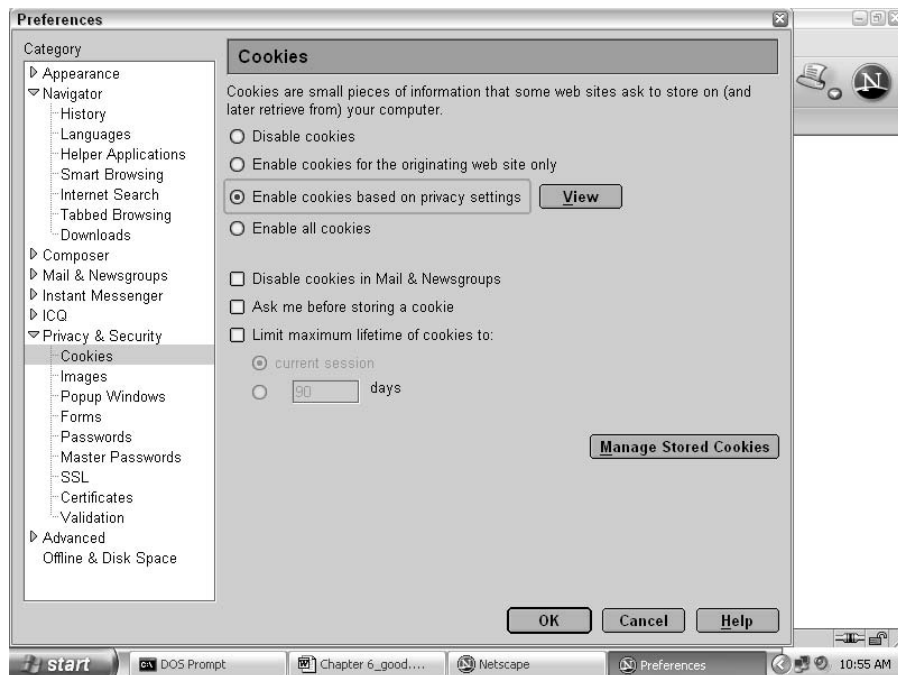 Preferences
Category
Appearance
Navigator
History
Languages
Helper Applications
Smart Browsing
Internet Search
Tabbed Browsing
Downloads
Composer
Mail & Newsgroups
Instant Messenger
ICQ
Privacy & Security
Cookies
Images
Popup Windows
Forms
Passwords
Master Passwords
SSL
Certificates
Validation
Advanced
Offline & Disk Space
Cookies
Cookies are small pieces of information that some web sites ask to store on (and
later retrieve from) your computer.
Disable cookies
Enable cookies for the originating web site only
Enable cookies based on privacy settings
View
Enable all cookies
Disable cookies in Mail & Newsgroups
Ask me before storing a cookie
Limit maximum lifetime of cookies to:
current session
90 days
Manage Stored Cookies
OK Cancel Help
N
start
C:\ DOS Prompt
W Chapter 6_good....
N Netscape
N Preferences
10:55 AM